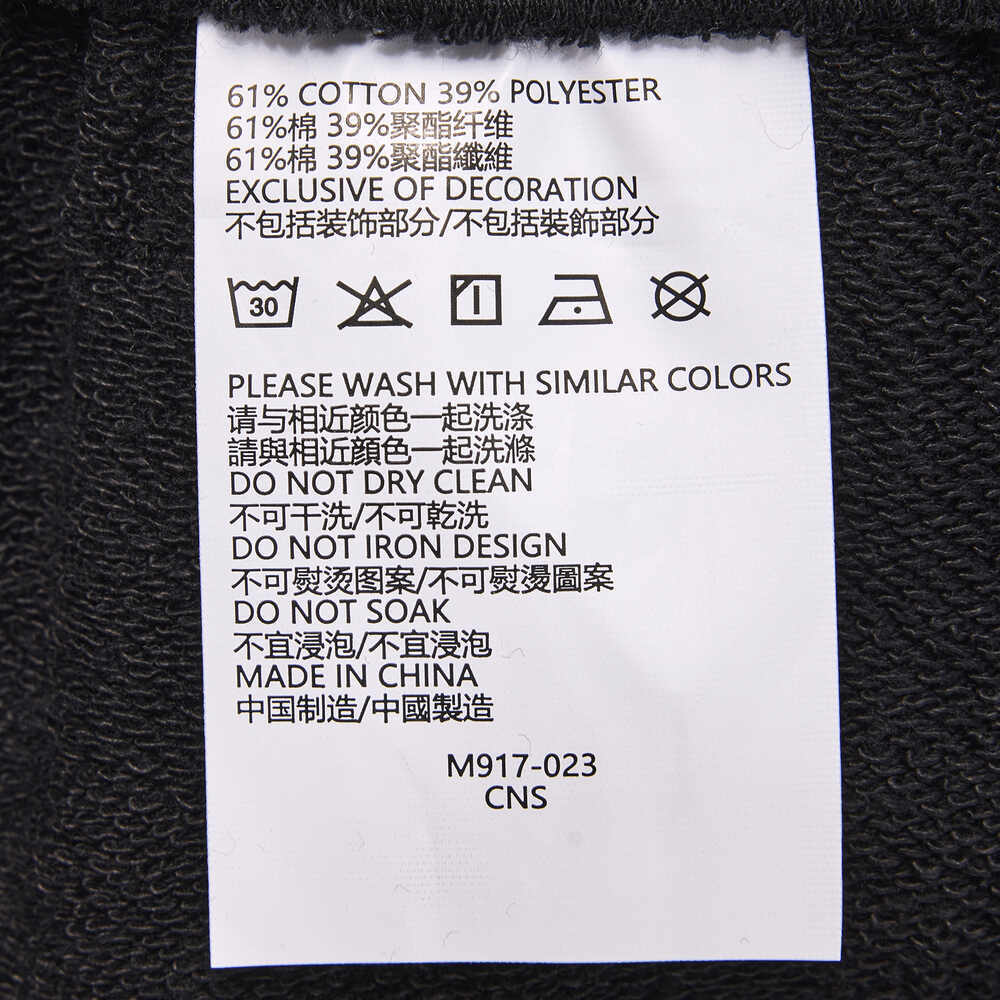 61% COTTON 39% POLYESTER
61%棉 39%聚酯纤维
61%棉 39%聚酯纖維
EXCLUSIVE OF DECORATION
不包括装饰部分/不包括裝飾部分
30
PLEASE WASH WITH SIMILAR COLORS
请与相近颜色一起洗涤
請與相近顏色一起洗滌
DO NOT DRY CLEAN
不可干洗/不可乾洗
DO NOT IRON DESIGN
不可熨烫图案/不可熨燙圖案
DO NOT SOAK
不宜浸泡/不宜浸泡
MADE IN CHINA
中国制造/中國製造
M917-023
CNS